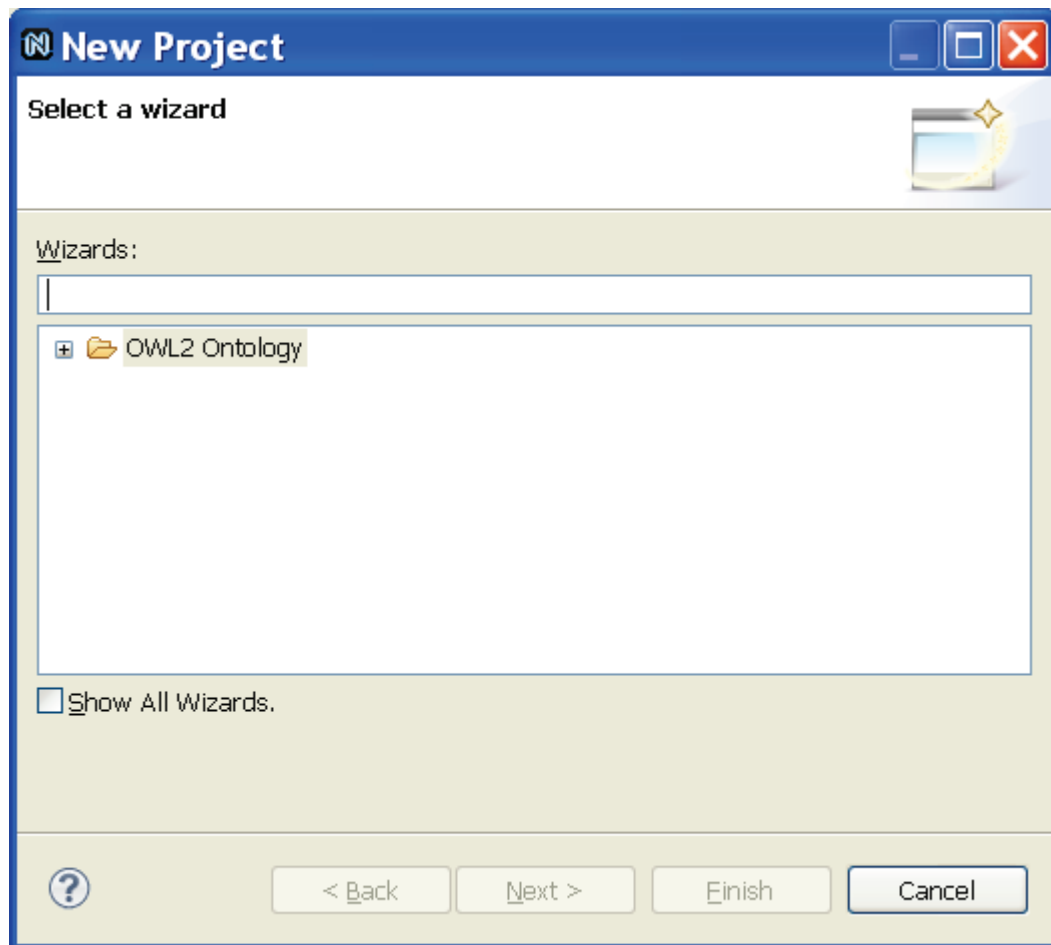 New Project
Select a wizard
Wizards:
OWL2 Ontology
Show All Wizards.
? < Back Next > Finish Cancel